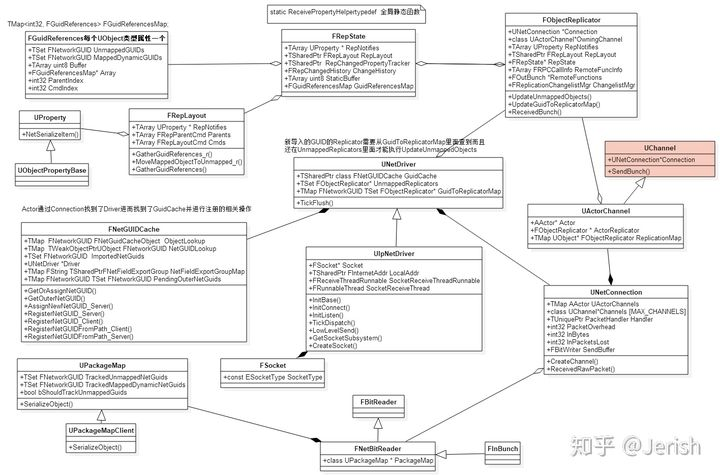 static ReceivePropertyHelpertypedef 全局静态函数
TMap<int32, FGuidReferences> FGuidReferencesMap;
FGuidReferences每个UObject类型属性一个
+TSet FNetworkGUID UnmappedGUIDs
+TSet FNetworkGUID MappedDynamicGUIDs
+TArray uint8 Buffer
+FGuidReferencesMap* Array
+int32 ParentIndex
+int32 CmdIndex
FRepState
+TArray UProperty * RepNotifies
+TSharedPtr FRepLayout RepLayout
+TSharedPtr RepChangedPropertyTracker
+FRepChangedHistory ChangeHistory
+TArray uint8 StaticBuffer
+FGuidReferencesMap GuidReferencesMap
FObjectReplicator
+UNetConnection *Connection
+class UActorChannel*OwningChannel
+TArray UProperty RepNotifies
+TSharedPtr FRepLayout RepLayout
+FRepState* RepState
+TArray FRPCCallInfo RemoteFuncInfo
+FOutBunch *RemoteFunctions
+FReplicationChangelistMgr ChangelistMgr
+UpdateUnmappedObjects()
+UpdateGuidToReplicatorMap()
+ReceivedBunch()
UProperty
+NetSerializeItem()
UObjectPropertyBase
FRepLayout
+TArray UProperty * RepNotifies
+TArray FRepParentCmd Parents
+TArray FRepLayoutCmd Cmds
+GatherGuidReferences_r()
+MoveMappedObjectToUnmapped_r()
+GatherGuidReferences()
新导入的GUID的Replicator需要从GuidToReplicatorMap里面查到而且
还在UnmappedReplicators里面才能执行UpdateUnmappedObjects
UNetDriver
+TSharedPtr class FNetGUIDCache GuidCache
+TSet FObjectReplicator* UnmappedReplicators
+TMap FNetworkGUID TSet FObjectReplicator* GuidToReplicatorMap
+TickFlush()
UChannel
+UNetConnection*Connection
+SendBunch()
UActorChannel
+AActor* Actor
+FObjectReplicator * ActorReplicator
+TMap UObject* FObjectReplicator ReplicationMap
Actor通过Connection找到了Driver进而找到了GuidCache并进行注册的相关操作
FNetGUIDCache
+TMap FNetworkGUID FNetGuidCacheObject ObjectLookup
+TMap TWeakObjectPtrUObject FNetworkGUID NetGUIDLookup
+TSet FNetworkGUID ImportedNetGuids
+UNetDriver *Driver
+TMap FString TSharedPtrFNetFieldExportGroup NetFieldExportGroupMap
+TMap FNetworkGUID TSet FNetworkGUID PendingOuterNetGuids
+GetOrAssignNetGUID()
+GetOuterNetGUID()
+AssignNewNetGUID_Server()
+RegisterNetGUID_Server()
+RegisterNetGUID_Client()
+RegisterNetGUIDFromPath_Client()
+RegisterNetGUIDFromPath_Server()
UIpNetDriver
+FSocket* Socket
+TSharedPtr FInternetAddr LocalAddr
+FReceiveThreadRunnable SocketReceiveThreadRunnable
+FRunnableThread SocketReceiveThread
+InitBase()
+InitConnect()
+InitListen()
+TickDispatch()
+LowLevelSend()
+GetSocketSubsystem()
+CreateSocket()
UNetConnection
+TMap AActor UActorChannels
+class UChannel*Channels [MAX_CHANNELS]
+TUniquePtr PacketHandler Handler
+int32 PacketOverhead
+int32 InBytes
+int32 InPacketsLost
+FBitWriter SendBuffer
+CreateChannel()
+ReceivedRawPacket()
FSocket
+const ESocketType SocketType
UPackageMap
+TSet FNetworkGUID TrackedUnmappedNetGuids
+TSet FNetworkGUID TrackedMappedDynamicNetGuids
+bool bShouldTrackUnmappedGuids
+SerializeObject()
UPackageMapClient
+SerializeObject()
FBitReader
FNetBitReader
+class UPackageMap * PackageMap
FInBunch
知乎 @Jerish